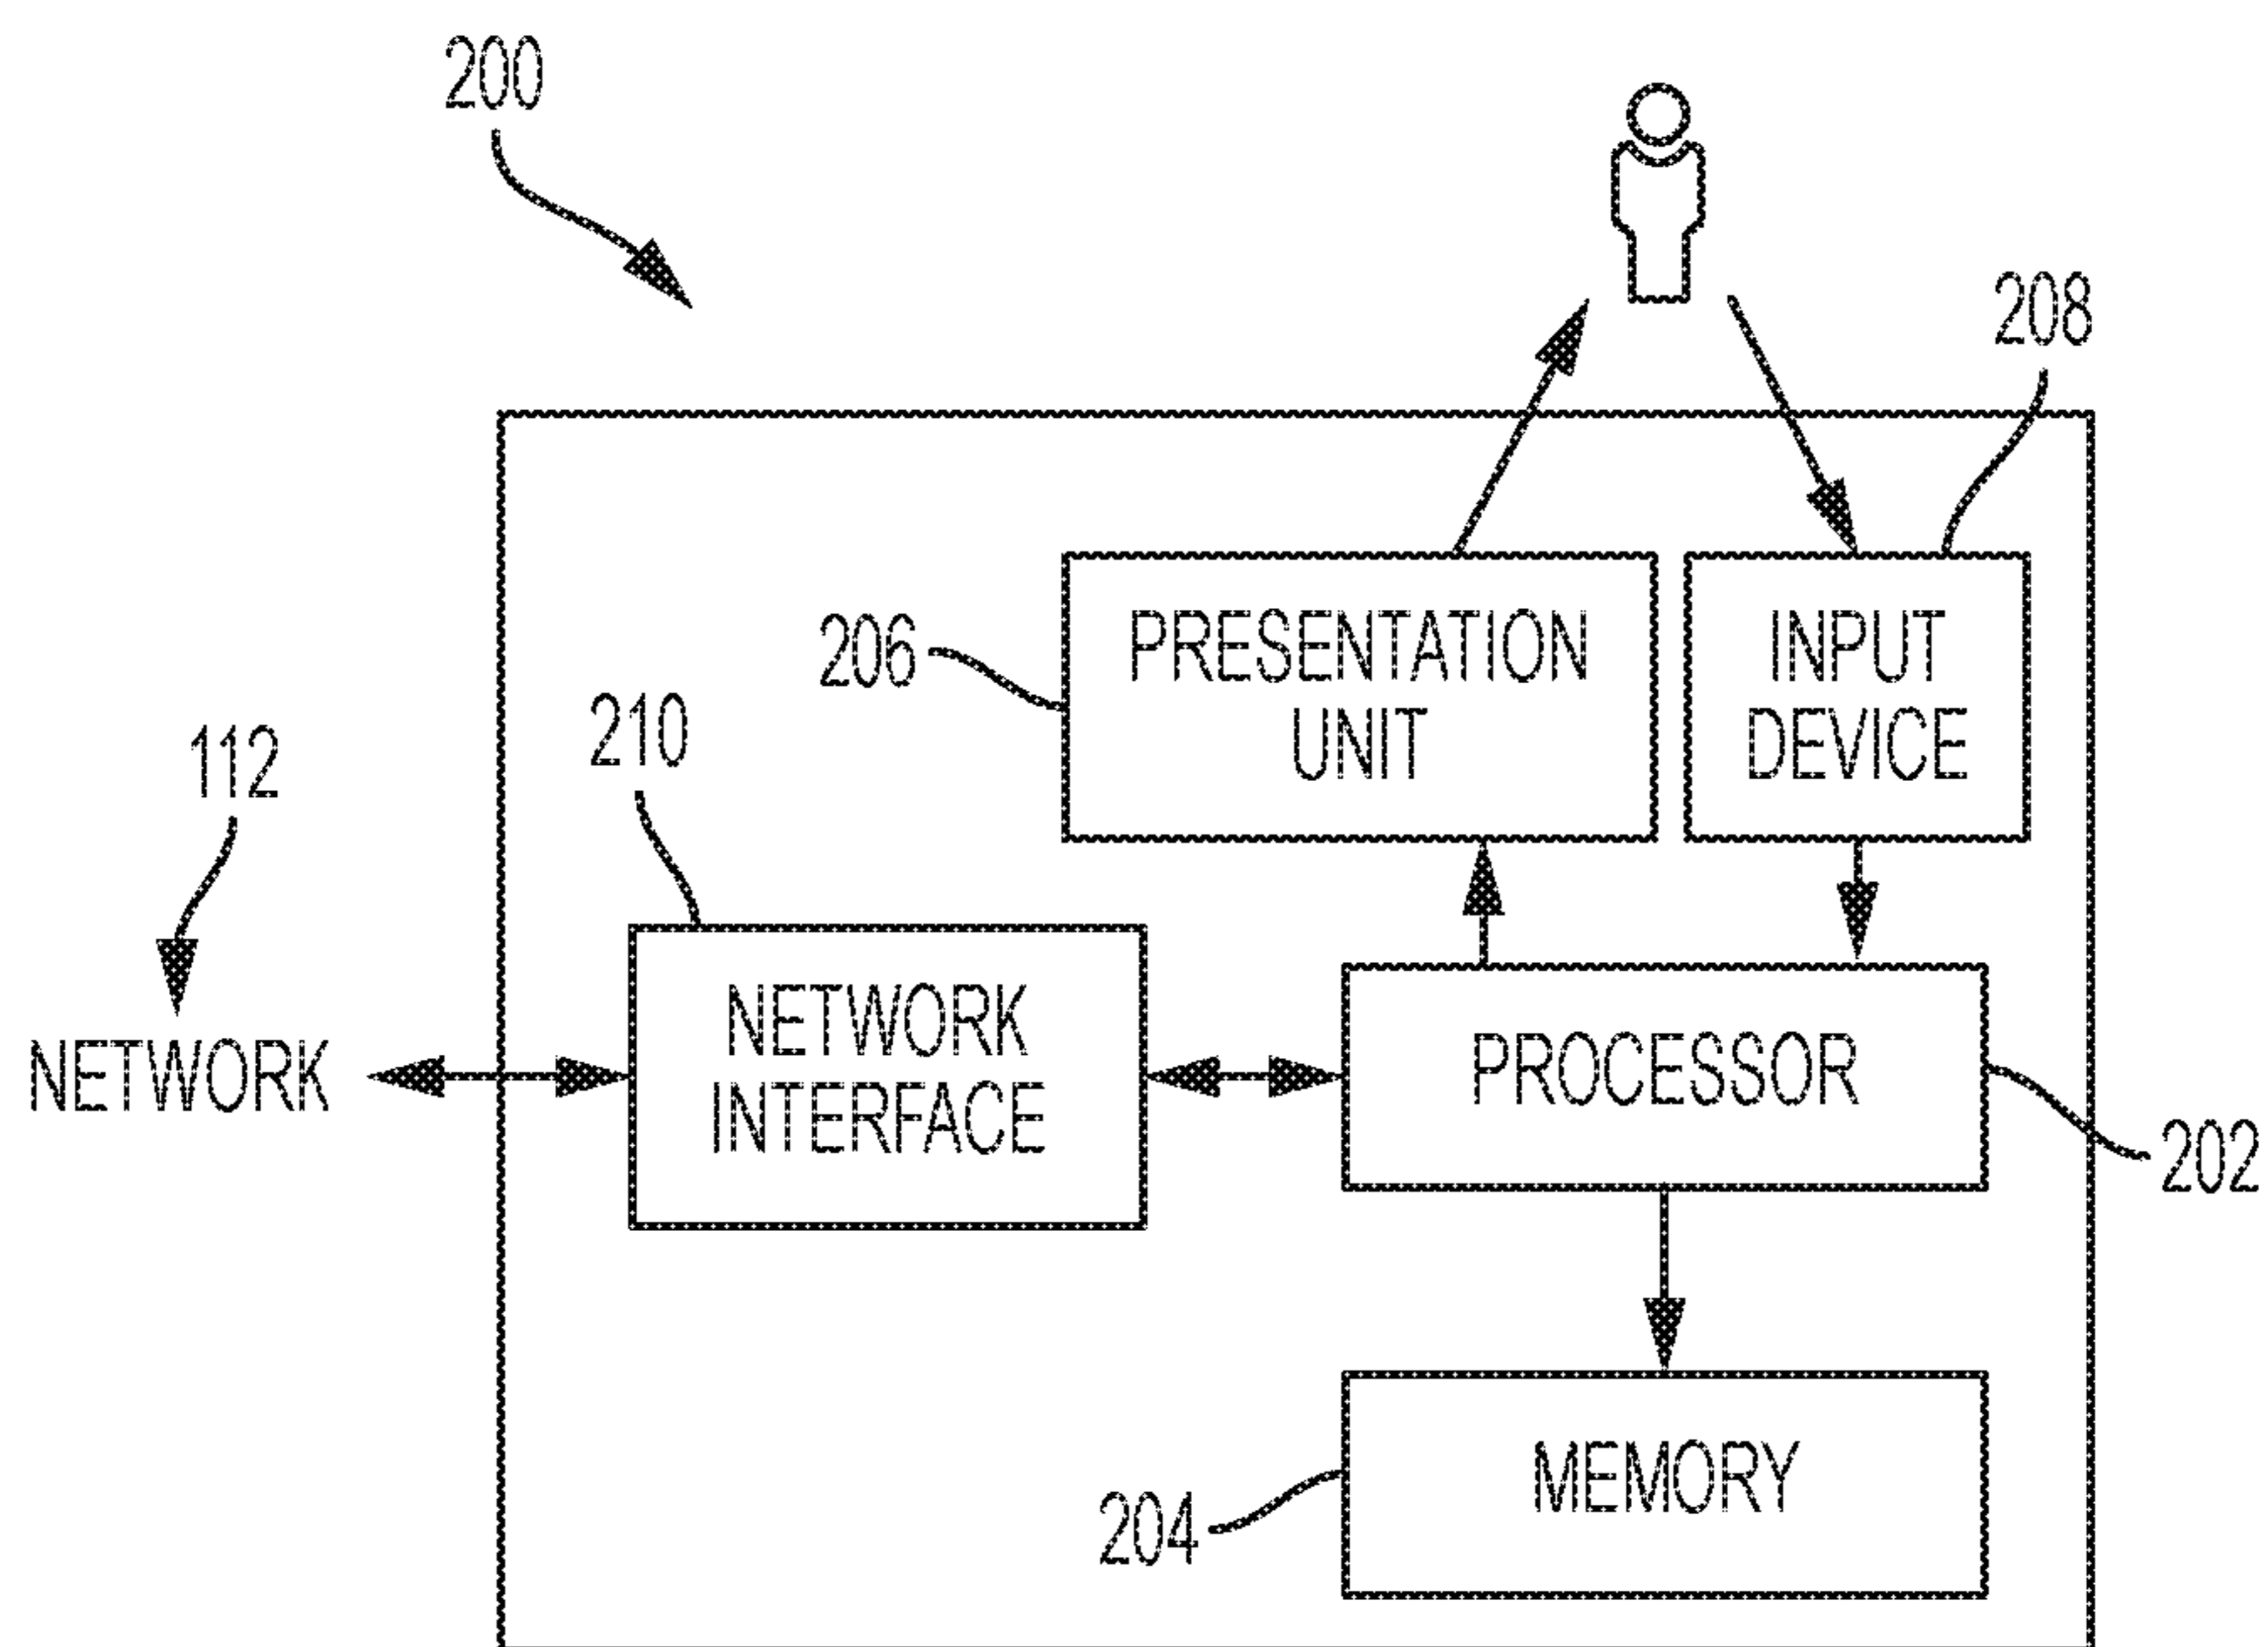 200
208
206
PRESENTATION
UNIT
INPUT
DEVICE
210
112
NETWORK
INTERFACE
NETWORK
PROCESSOR
202
MEMORY
204